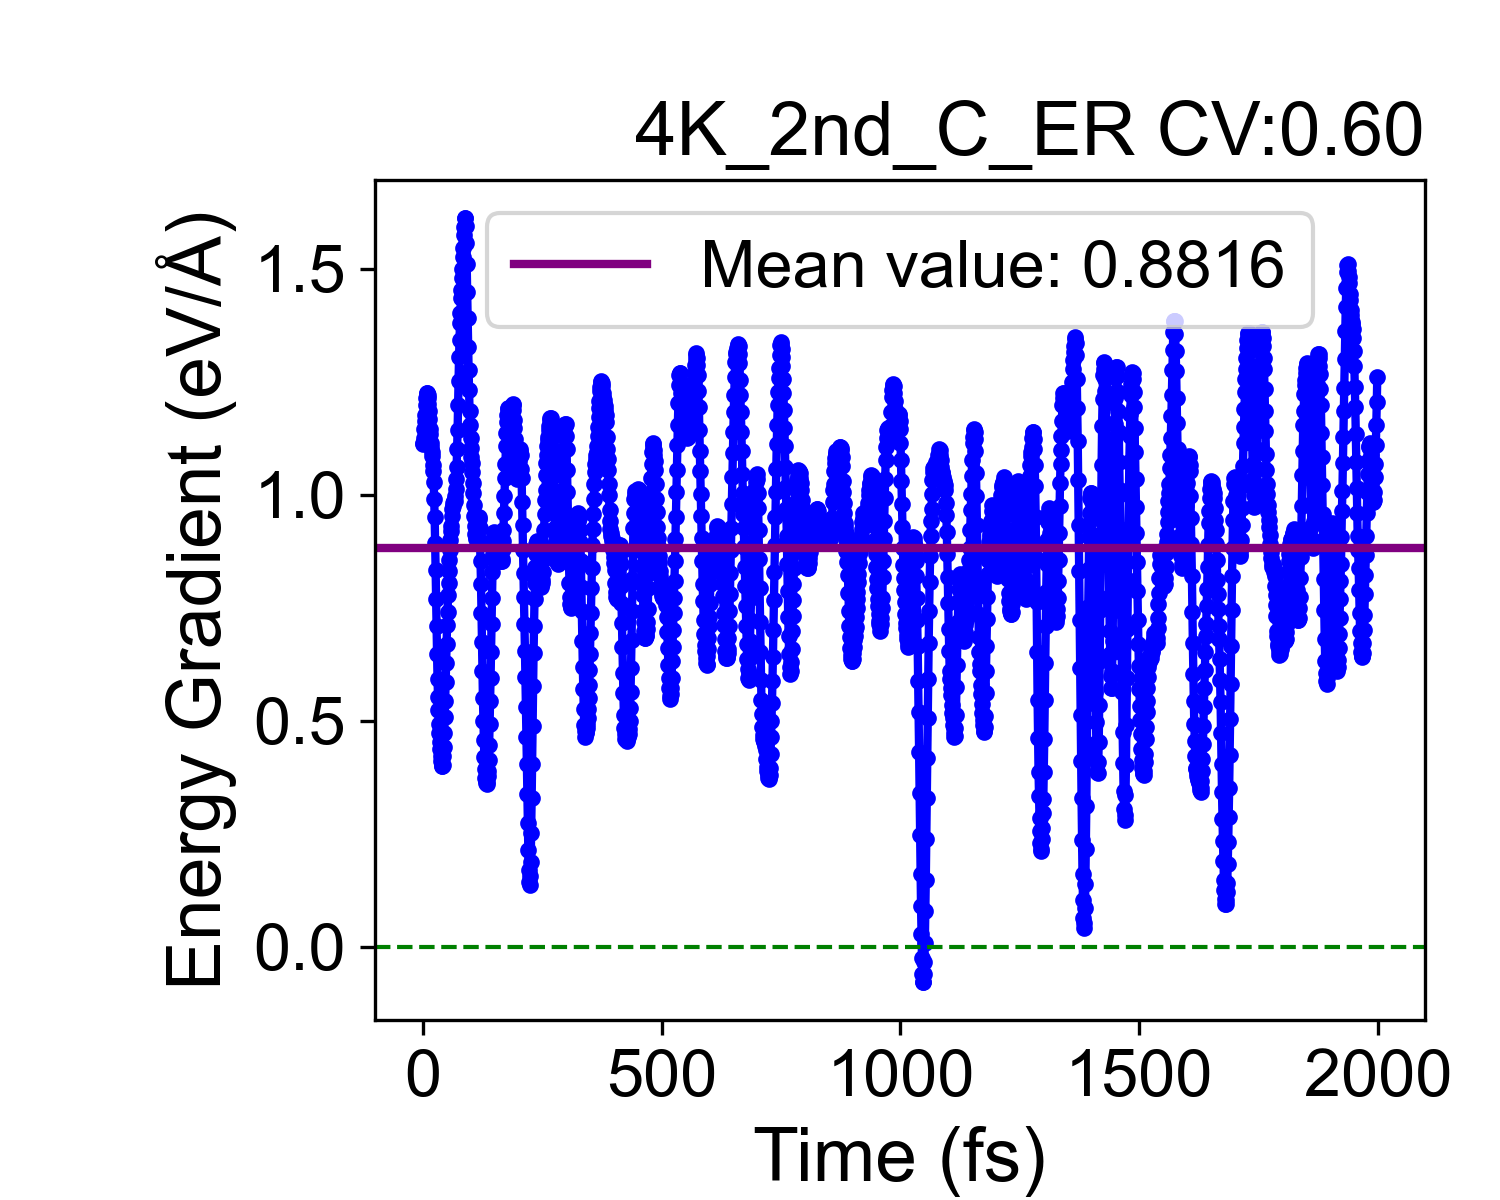 4K_2nd_C_ER CV:0.60
Mean value: 0.8816
Energy Gradient (eV/Å)
1.5
1.0
0.5
0.0
0 500 1000 1500 2000
Time (fs)